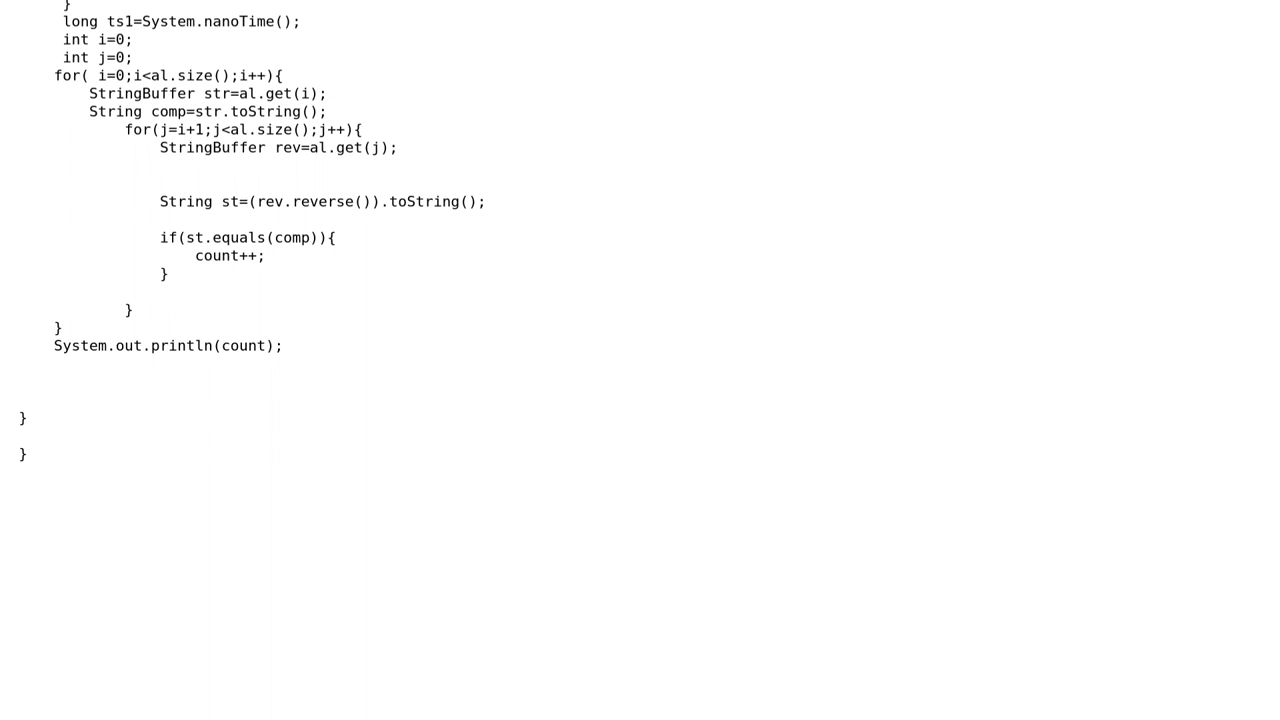 }
long ts1=System.nanoTime();
int i=0;
int j=0;
for( i=0;i<al.size();i++){
StringBuffer str=al.get(i);
String comp=str.toString();
for(j=i+1;j<al.size();j++){
StringBuffer rev=al.get(j);
String st=(rev.reverse()).toString();
if(st.equals(comp)){
count++;
}
}
}
System.out.println(count);
}
}